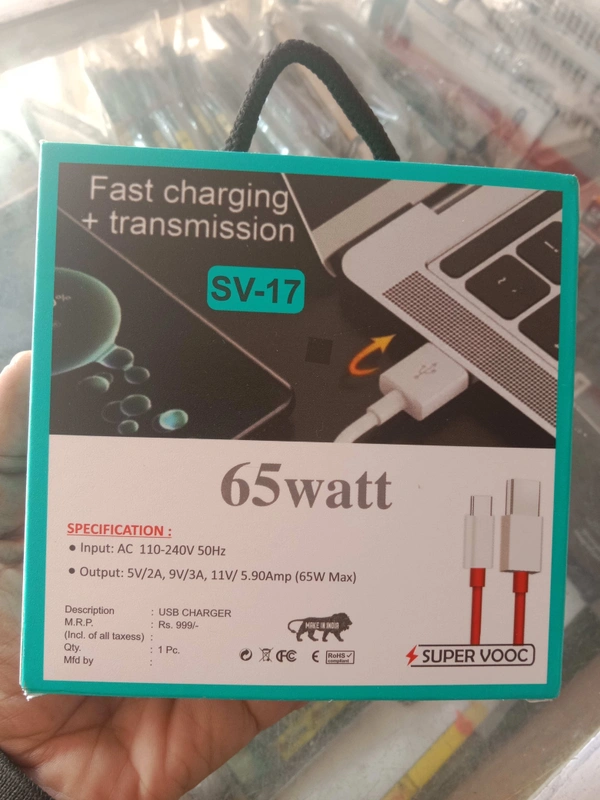 Fast charging
+ transmission
SV-17
65watt
SPECIFICATION :
• Input: AC 110-240V 50Hz
• Output: 5V/2A, 9V/3A, 11V/ 5.90Amp (65W Max)
Description : USB CHARGER
M.R.P. : Rs. 999/-
(Incl. of all taxess) :
Qty. : 1 Pc.
Mfd by :
MAKE IN INDIA
FC CE RoHS✓
compliant
SUPER VOOC